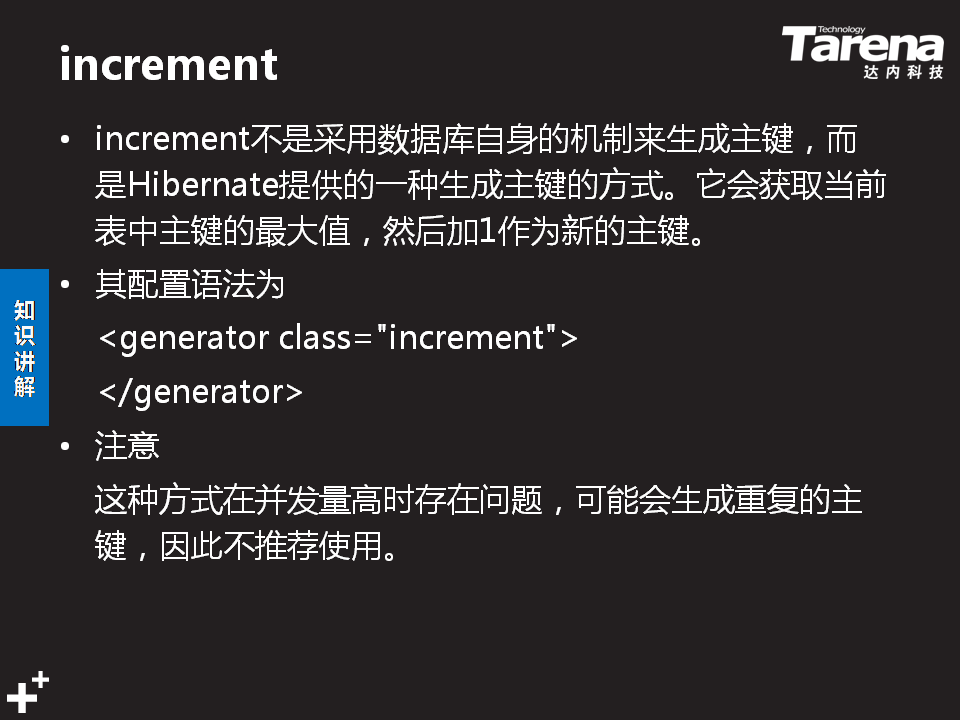 increment
Technology
Tarena
达内科技
• increment不是采用数据库自身的机制来生成主键，而
是Hibernate提供的一种生成主键的方式。它会获取当前
表中主键的最大值，然后加1作为新的主键。
• 其配置语法为
<generator class="increment">
</generator>
• 注意
这种方式在并发量高时存在问题，可能会生成重复的主
键，因此不推荐使用。
知
识
讲
解